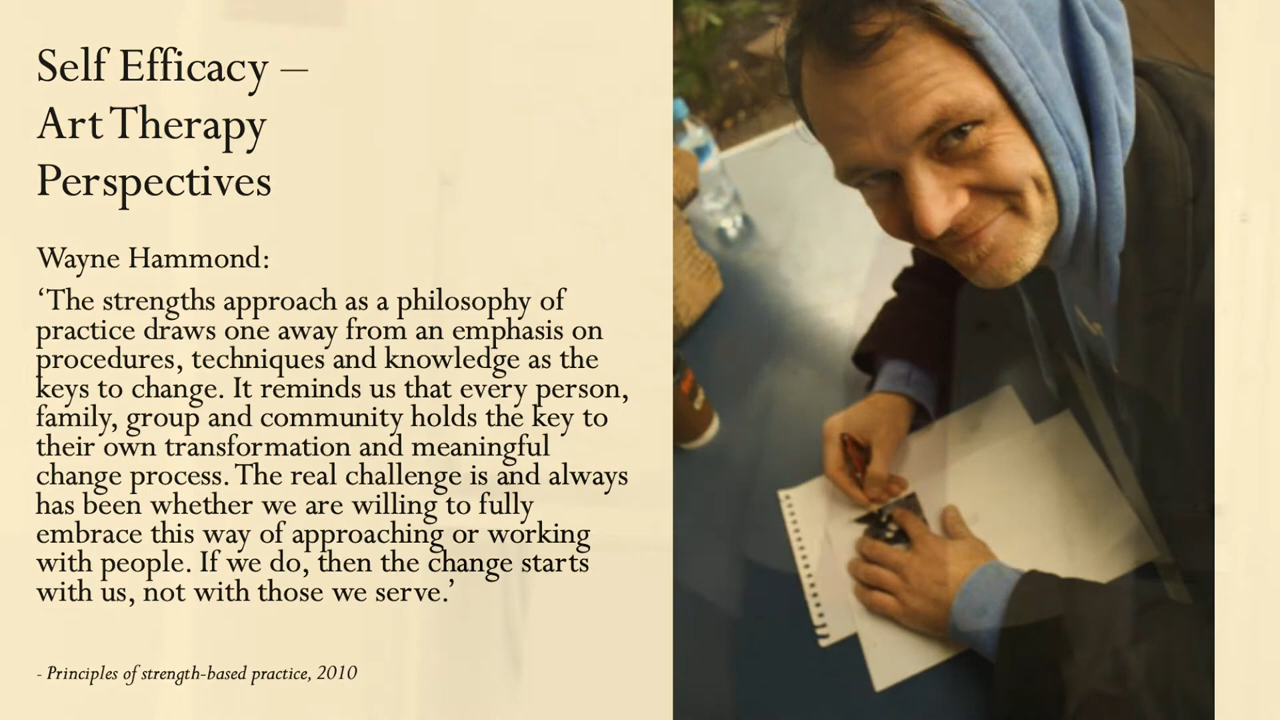 Self Efficacy –
Art Therapy
Perspectives
Wayne Hammond:
‘The strengths approach as a philosophy of
practice draws one away from an emphasis on
procedures, techniques and knowledge as the
keys to change. It reminds us that every person,
family, group and community holds the key to
their own transformation and meaningful
change process. The real challenge is and always
has been whether we are willing to fully
embrace this way of approaching or working
with people. If we do, then the change starts
with us, not with those we serve.’
- Principles of strength-based practice, 2010